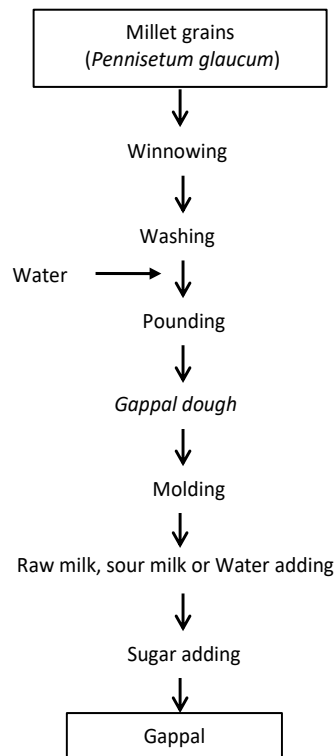 Millet grains
(Pennisetum glaucum)
Winnowing
Washing
Water
Pounding
Gappal dough
Molding
Raw milk, sour milk or Water adding
Sugar adding
Gappal